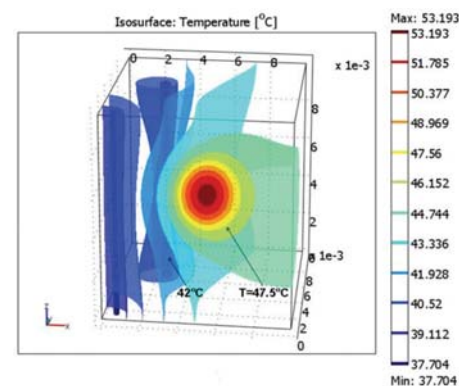 Isosurface: Temperature [°C]
Max: 53.193
53.193
51.785
50.377
48.969
47.56
46.152
44.744
43.336
41.928
40.52
39.112
37.704
Min: 37.704
0 2 4 6 8
x 1e-3
8
6
4
2
0
x 1e-3
8
6
4
2
0
42°C
T=47.5°C